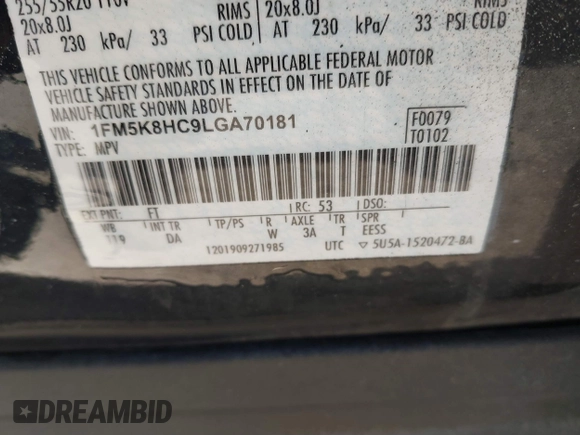 255/55R20 110V RIMS 20x8.0J RIMS
20x8.0J
AT 230 kPa/ 33 PSI COLD AT 230 kPa/ 33 PSI COLD
THIS VEHICLE CONFORMS TO ALL APPLICABLE FEDERAL MOTOR
VEHICLE SAFETY STANDARDS IN EFFECT ON THE DATE OF
MANUFACTURE SHOWN ABOVE.
VIN: 1FM5K8HC9LGA70181 F0079
TYPE: MPV T0102
EXT PNT: FT RC: 53 DSO:
WB INT TR TP/PS R AXLE TR SPR
119 DA W 3A T EESS
1201909271985 UTC ▽ 5U5A-1520472-BA
DREAMBID